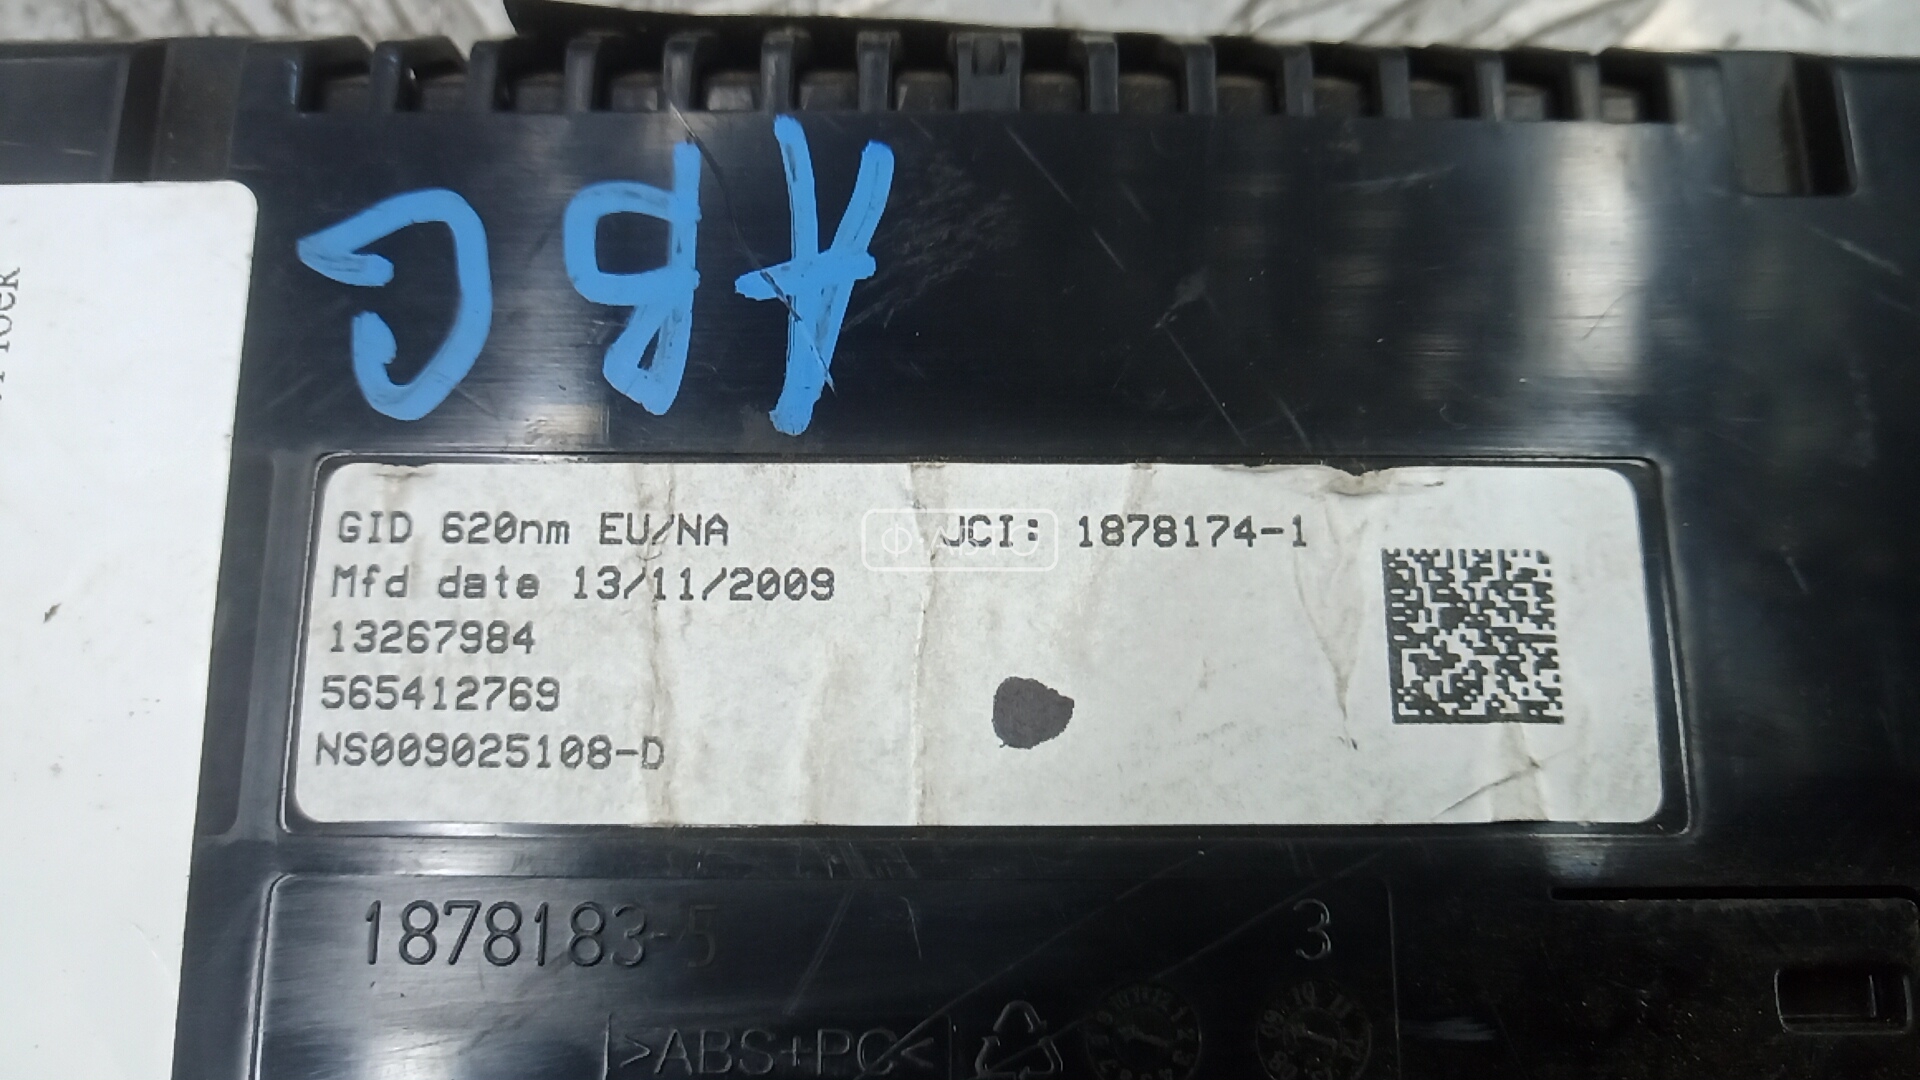 АВС
GID 620nm EU/NA JCI: 1878174-1
Mfd date 13/11/2009
13267984
565412769
NS009025108-D
1878183-5 3
>ABS+PC<